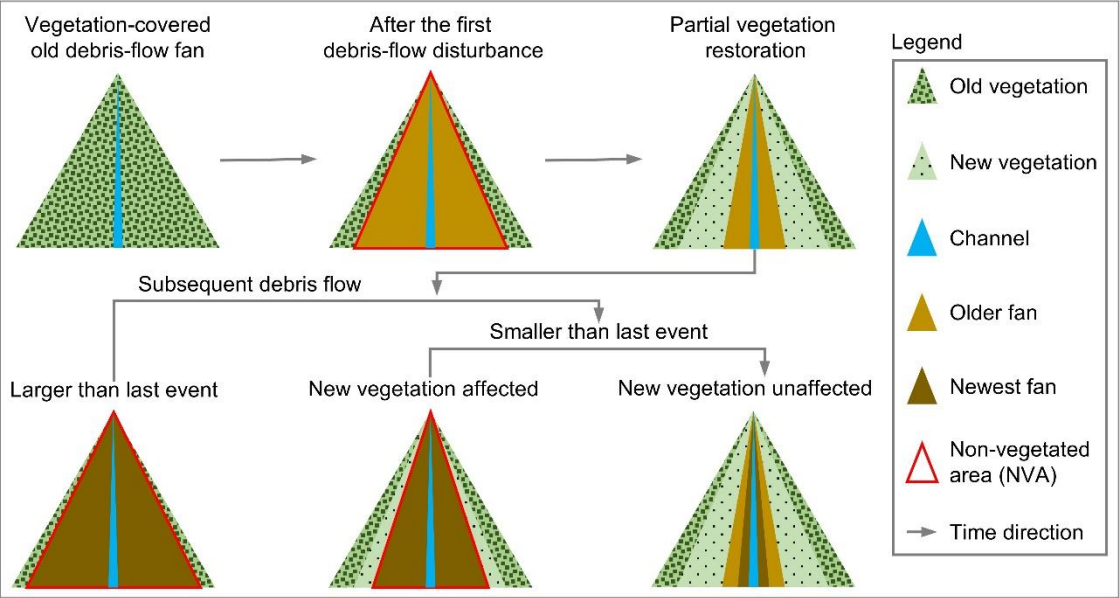 Vegetation-covered
old debris-flow fan
After the first
debris-flow disturbance
Partial vegetation
restoration
Subsequent debris flow
Smaller than last event
Larger than last event
New vegetation affected
New vegetation unaffected
Legend
Old vegetation
New vegetation
Channel
Older fan
Newest fan
Non-vegetated
area (NVA)
Time direction